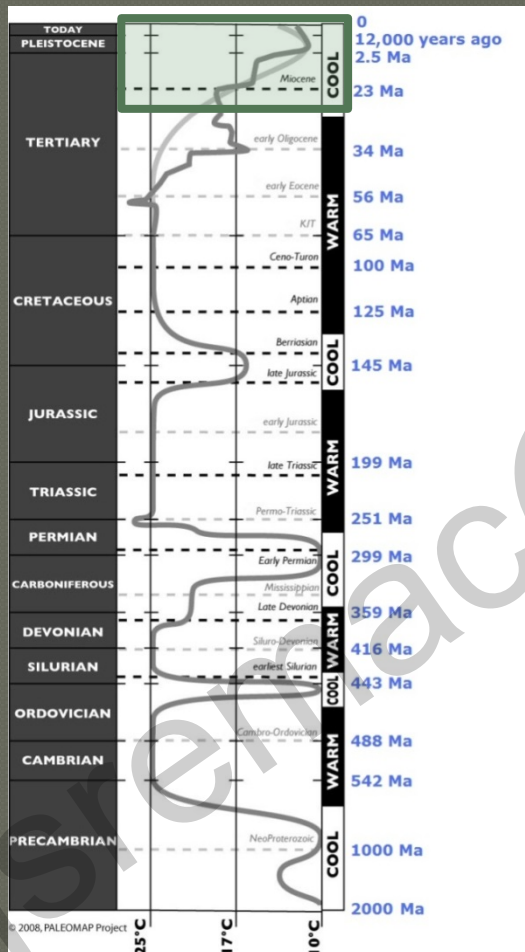 0
TODAY
12,000 years ago
PLEISTOCENE
2.5 Ma
COOL
Miocene
23 Ma
TERTIARY
early Oligocene
34 Ma
early Eocene
56 Ma
WARM
K/T
65 Ma
Ceno-Turon
100 Ma
CRETACEOUS
Aptian
125 Ma
Berriasian
COOL
145 Ma
late Jurassic
JURASSIC
early Jurassic
WARM
late Triassic
199 Ma
TRIASSIC
Permo-Triassic
251 Ma
PERMIAN
Early Permian
299 Ma
COOL
CARBONIFEROUS
Mississippian
Late Devonian
359 Ma
DEVONIAN
WARM
Siluro-Devonian
416 Ma
SILURIAN
earliest Silurian
443 Ma
COOL
ORDOVICIAN
Cambro-Ordovician
488 Ma
WARM
CAMBRIAN
542 Ma
PRECAMBRIAN
NeoProterozoic
COOL
1000 Ma
2000 Ma
© 2008, PALEOMAP Project
25°C
17°C
10°C